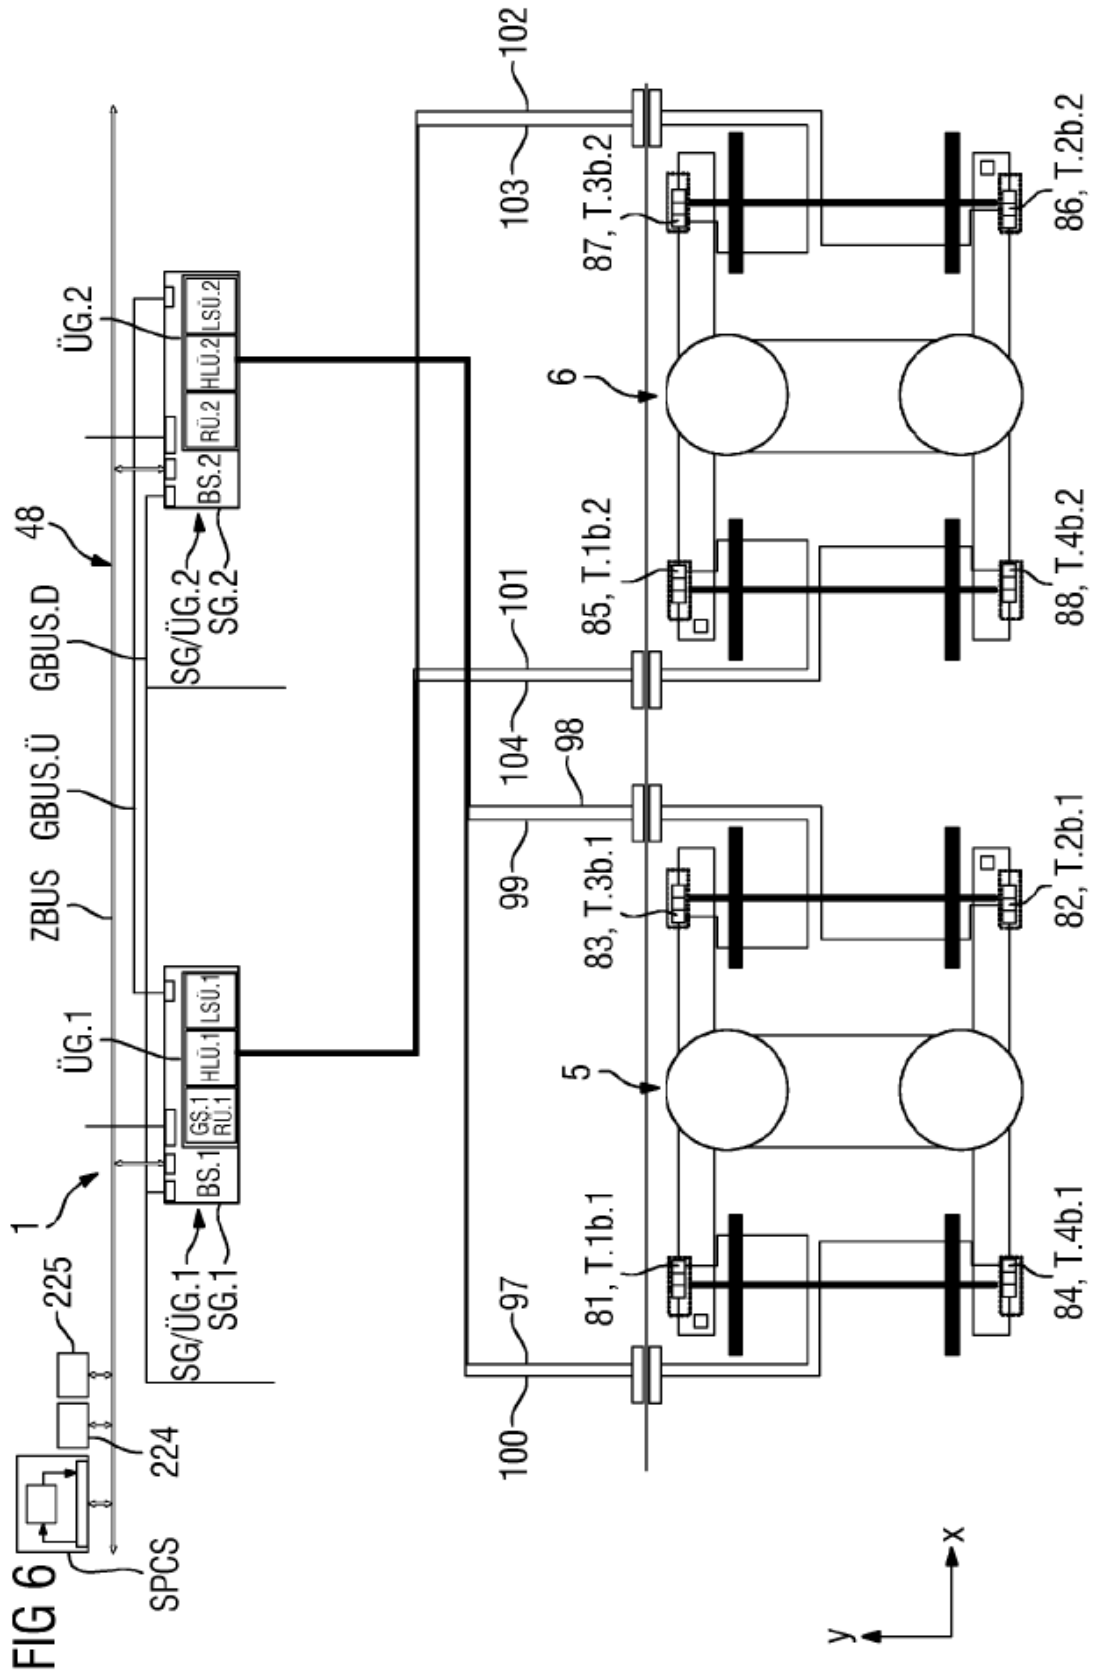 FIG 6
SPCS
224
225
1
ZBUS
GBUS.Ü
GBUS.D
48
ÜG.1
BS.1
GS.1
RÜ.1
HLÜ.1
LSÜ.1
SG/ÜG.1
SG.1
ÜG.2
BS.2
RÜ.2
HLÜ.2
LSÜ.2
SG/ÜG.2
SG.2
100
97
99
98
104
101
103
102
81, T.1b.1
5
83, T.3b.1
85, T.1b.2
6
87, T.3b.2
84, T.4b.1
82, T.2b.1
88, T.4b.2
86, T.2b.2
y
x